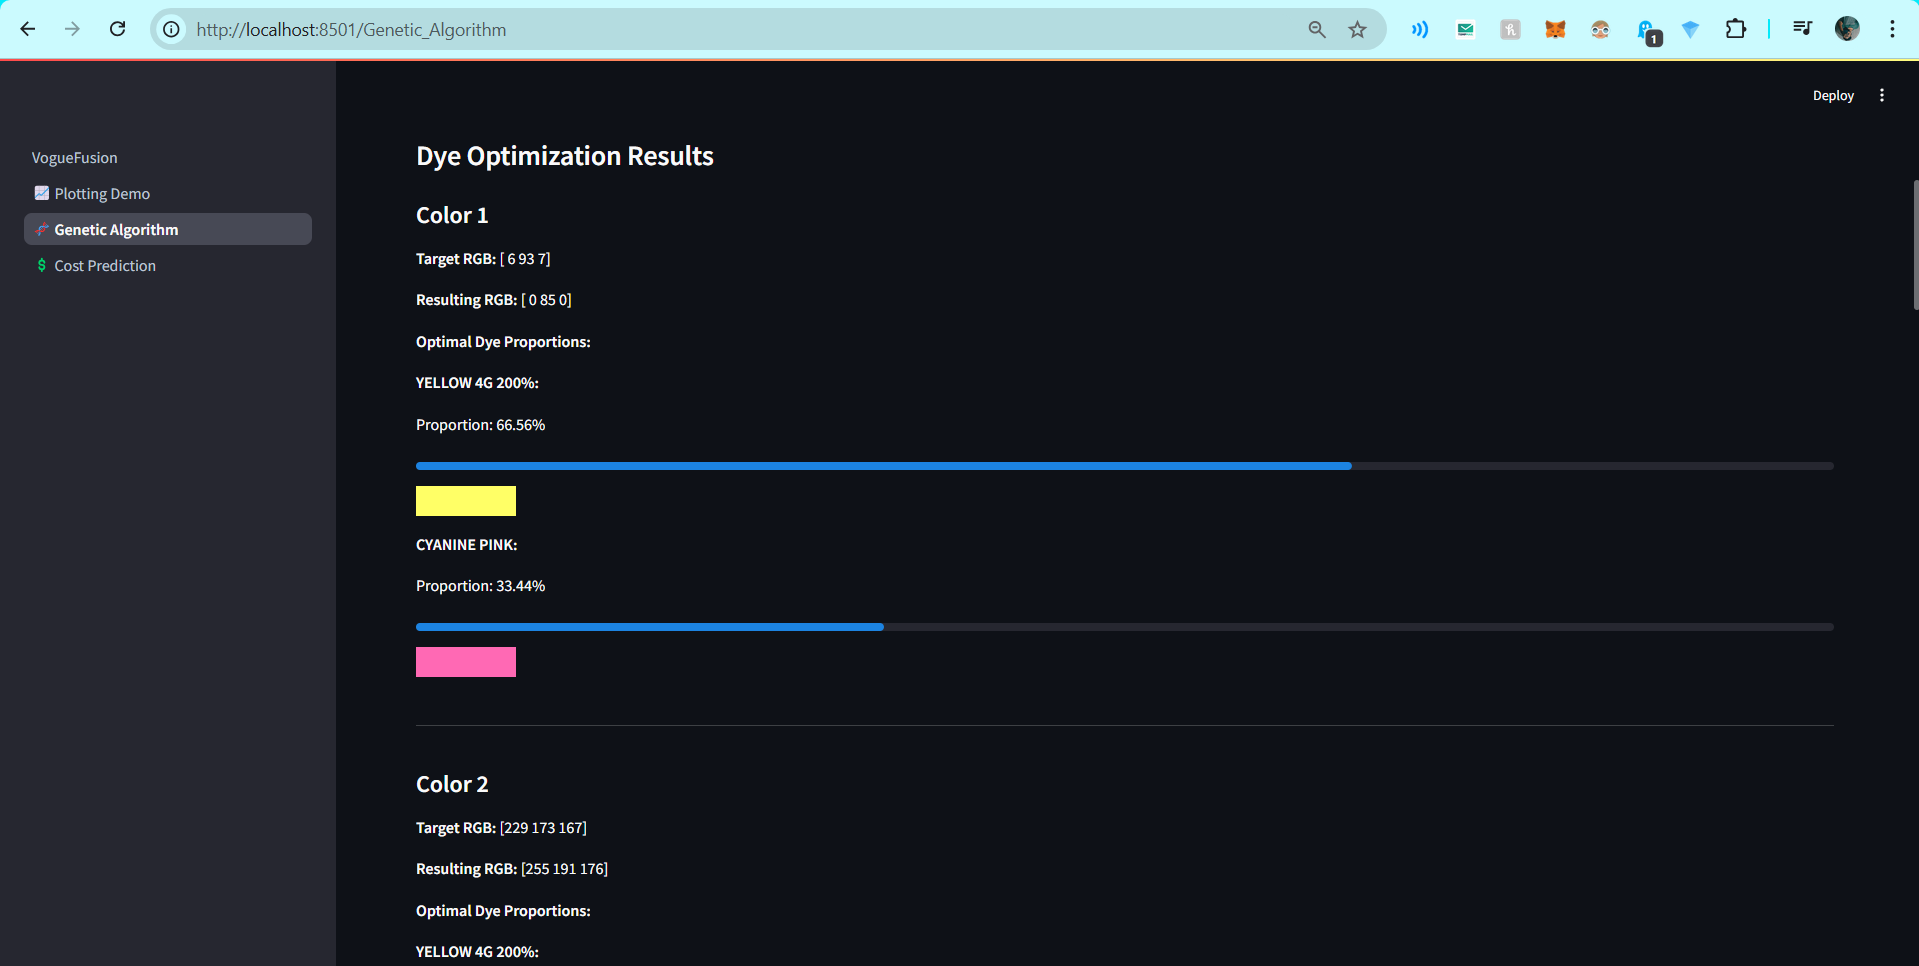 http://localhost:8501/Genetic_Algorithm
1
Deploy
VogueFusion
Plotting Demo
Genetic Algorithm
Cost Prediction
Dye Optimization Results
Color 1
Target RGB: [ 6 93 7]
Resulting RGB: [ 0 85 0]
Optimal Dye Proportions:
YELLOW 4G 200%:
Proportion: 66.56%
CYANINE PINK:
Proportion: 33.44%
Color 2
Target RGB: [229 173 167]
Resulting RGB: [255 191 176]
Optimal Dye Proportions:
YELLOW 4G 200%: